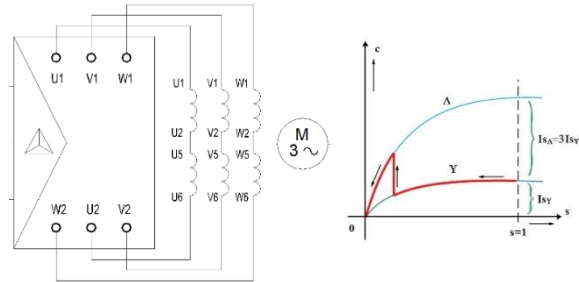 U1 V1 W1
U1 V1 W1
U2 V2 W2
U5 V5 W5
U6 V6 W6
W2 U2 V2
M
3 ~
c
Λ
Y
IsΛ=3IsY
IsY
0
s=1
s